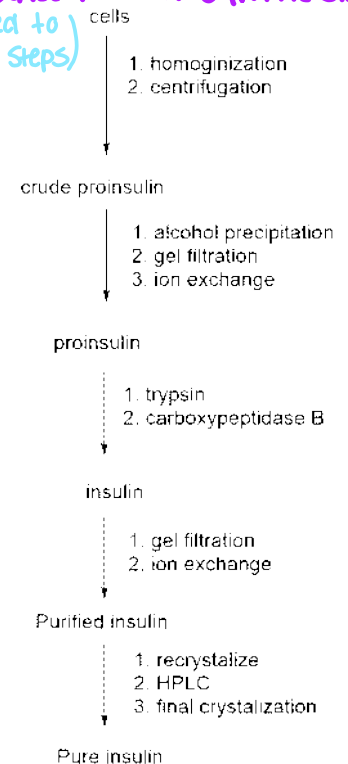 ed to
steps)
cells
1. homoginization
2. centrifugation
crude proinsulin
1. alcohol precipitation
2. gel filtration
3. ion exchange
proinsulin
1. trypsin
2. carboxypeptidase B
insulin
1. gel filtration
2. ion exchange
Purified insulin
1. recrystalize
2. HPLC
3. final crystalization
Pure insulin